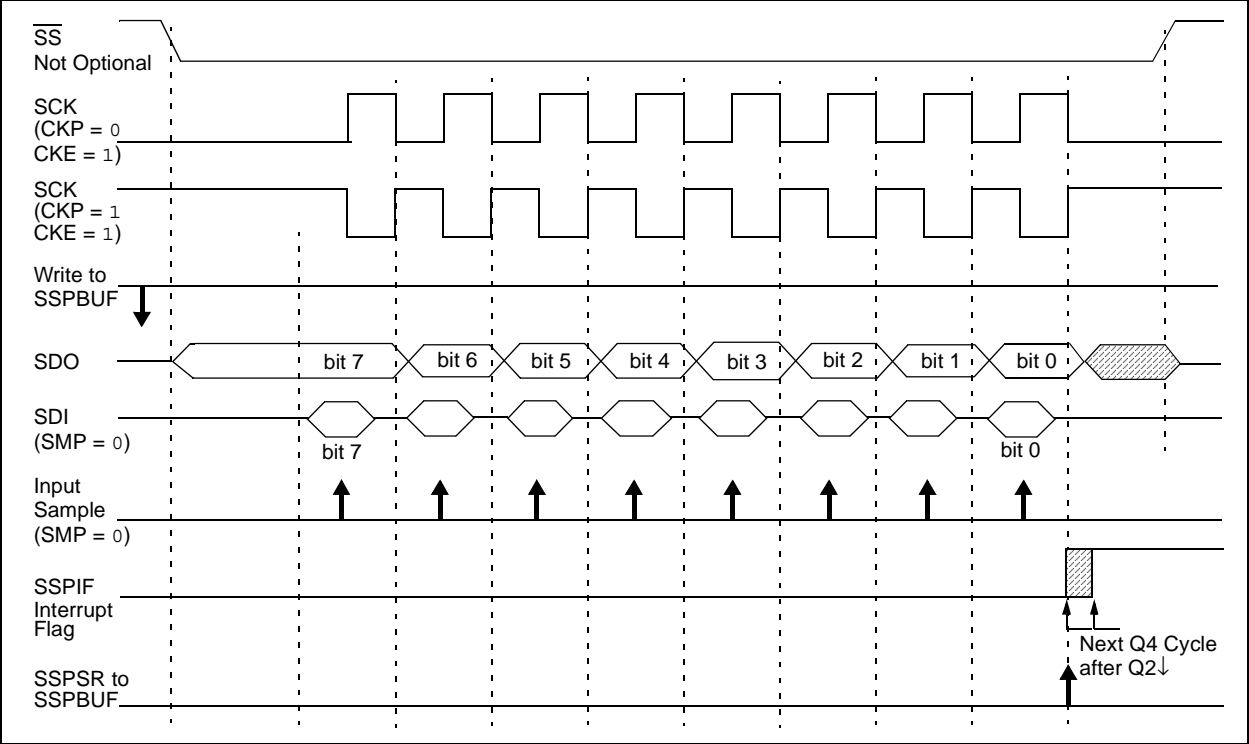 SS
Not Optional
SCK
(CKP = 0
CKE = 1)
SCK
(CKP = 1
CKE = 1)
Write to
SSPBUF
SDO
bit 7 bit 6 bit 5 bit 4 bit 3 bit 2 bit 1 bit 0
SDI
(SMP = 0)
bit 7 bit 0
Input
Sample
(SMP = 0)
SSPIF
Interrupt
Flag
Next Q4 Cycle
after Q2↓
SSPSR to
SSPBUF